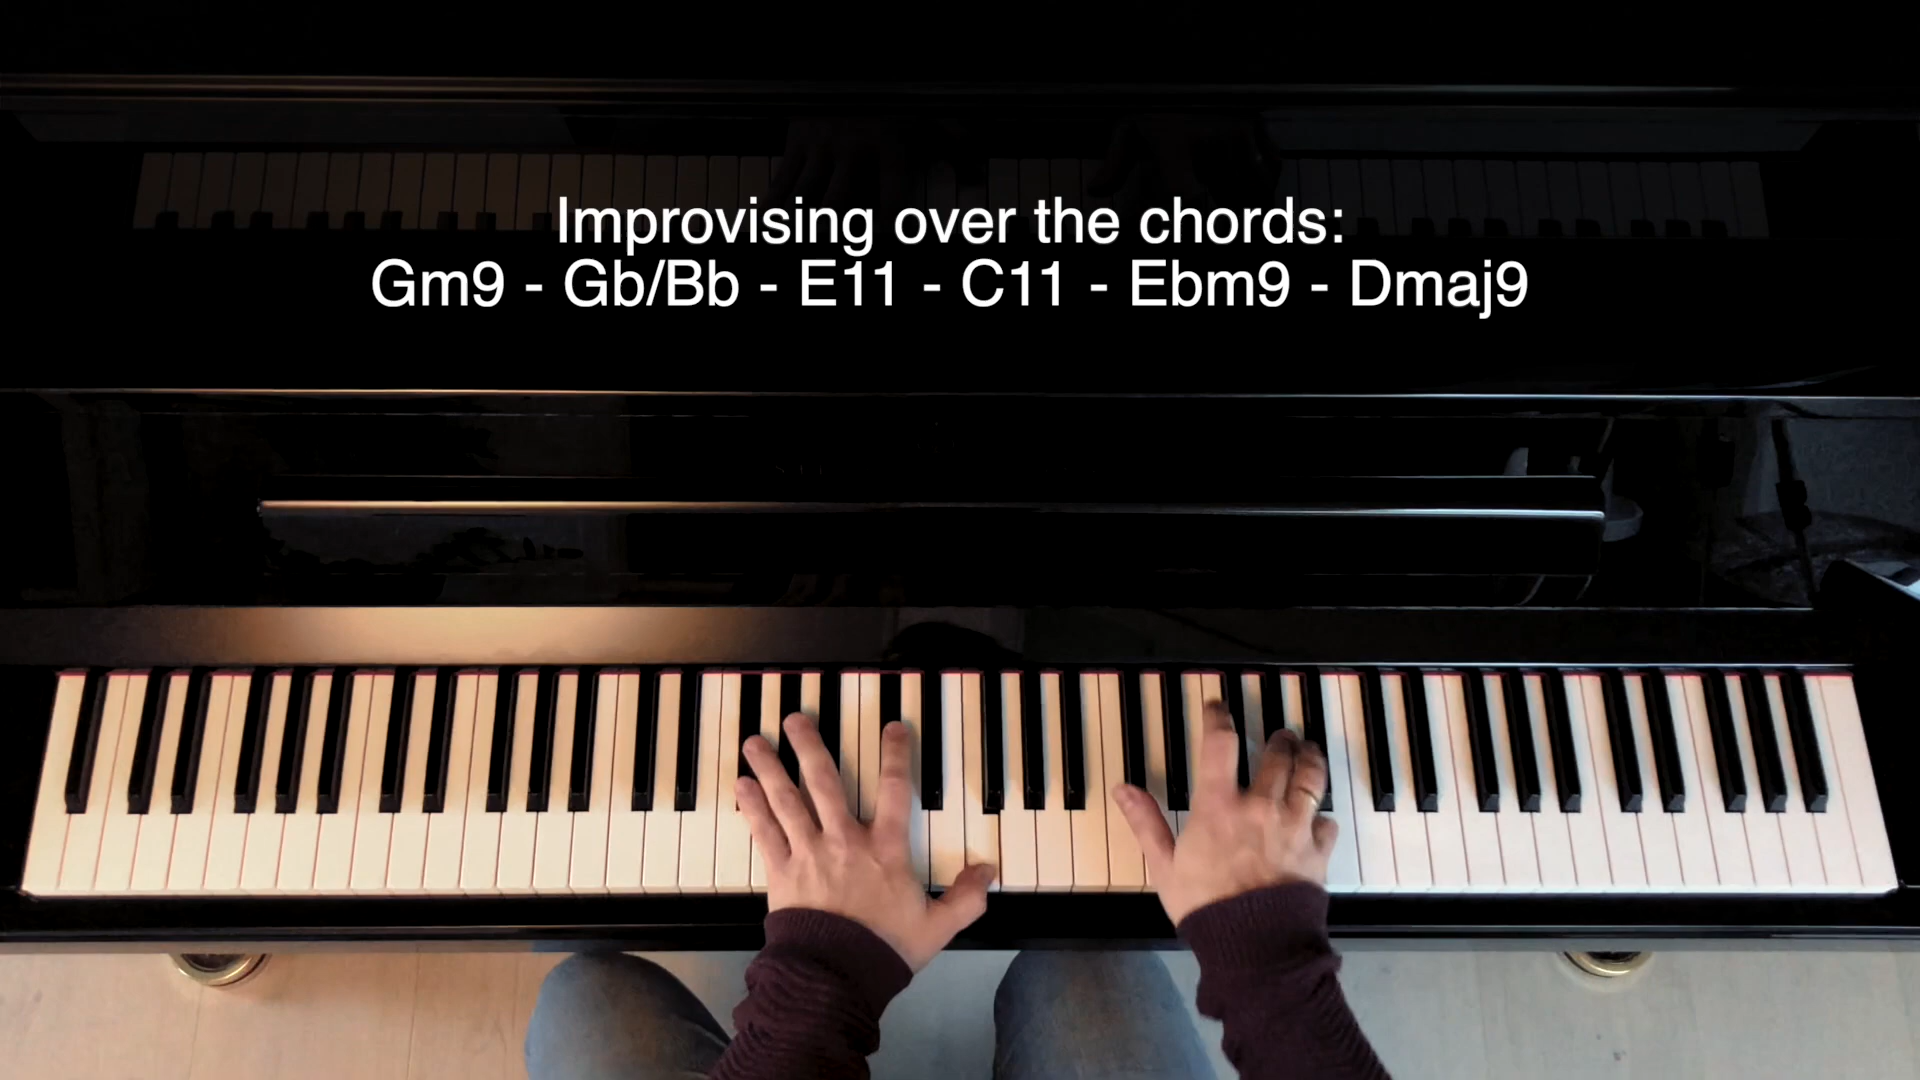 Improvising over the chords:
Gm9 - Gb/Bb - E11 - C11 - Ebm9 - Dmaj9